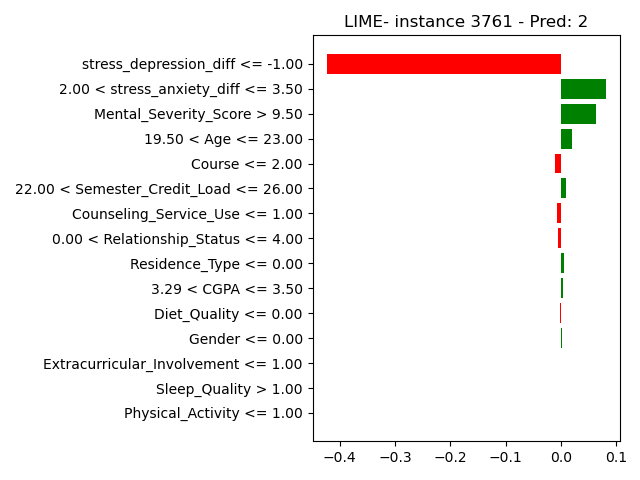 LIME- instance 3761 - Pred: 2
stress_depression_diff <= -1.00
2.00 < stress_anxiety_diff <= 3.50
Mental_Severity_Score > 9.50
19.50 < Age <= 23.00
Course <= 2.00
22.00 < Semester_Credit_Load <= 26.00
Counseling_Service_Use <= 1.00
0.00 < Relationship_Status <= 4.00
Residence_Type <= 0.00
3.29 < CGPA <= 3.50
Diet_Quality <= 0.00
Gender <= 0.00
Extracurricular_Involvement <= 1.00
Sleep_Quality > 1.00
Physical_Activity <= 1.00
−0.4 −0.3 −0.2 −0.1 0.0 0.1